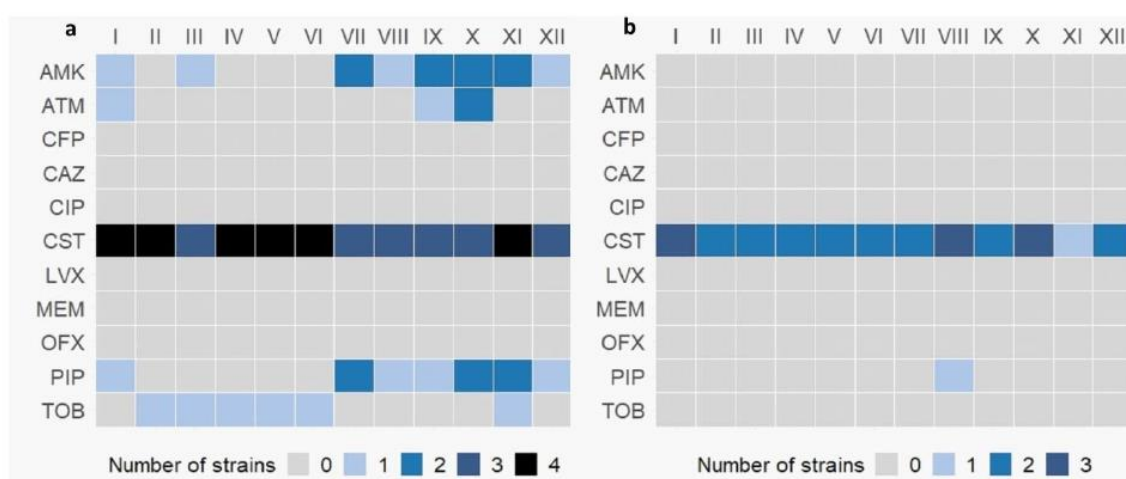 a
I II III IV V VI VII VIII IX X XI XII
AMK
ATM
CFP
CAZ
CIP
CST
LVX
MEM
OFX
PIP
TOB
Number of strains 0 1 2 3 4
b
I II III IV V VI VII VIII IX X XI XII
AMK
ATM
CFP
CAZ
CIP
CST
LVX
MEM
OFX
PIP
TOB
Number of strains 0 1 2 3